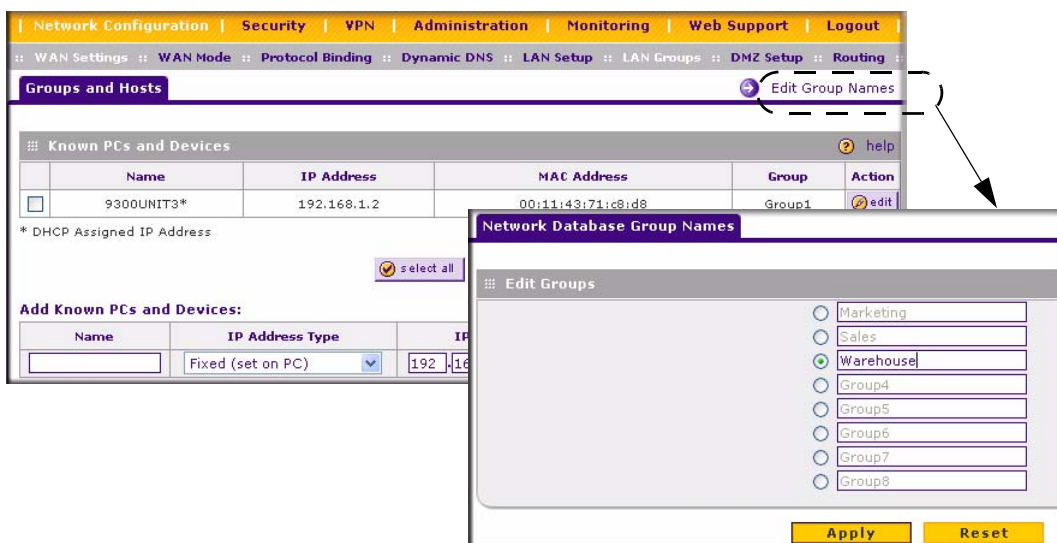 Network Configuration | Security | VPN | Administration | Monitoring | Web Support | Logout
:: WAN Settings :: WAN Mode :: Protocol Binding :: Dynamic DNS :: LAN Setup :: LAN Groups :: DMZ Setup :: Routing ::
Groups and Hosts
Edit Group Names
Known PCs and Devices
help
Name IP Address MAC Address Group Action
9300UNIT3* 192.168.1.2 00:11:43:71:c8:d8 Group1 edit
* DHCP Assigned IP Address
select all
Add Known PCs and Devices:
Name IP Address Type
Fixed (set on PC) 192 .
Network Database Group Names
Edit Groups
Marketing
Sales
Warehouse
Group4
Group5
Group6
Group7
Group8
Apply Reset